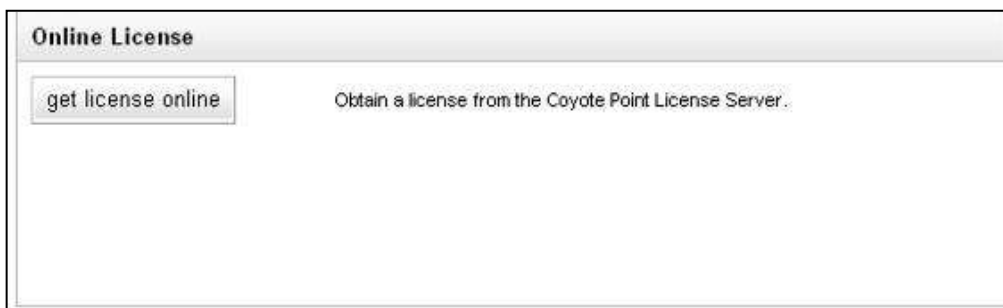 Online License
get license online
Obtain a license from the Coyote Point License Server.